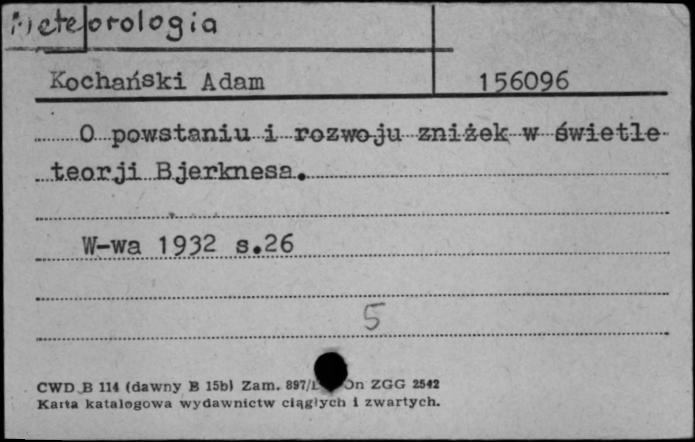 Meteorologia
Kochański Adam 156096
O powstaniu i rozwoju zniżek w świetle
teorji Bjerknesa.
W-wa 1932 s.26
5
CWD B 114 (dawny B 15b) Zam. 897/ ZGG 2542
Karta katalogowa wydawnictw ciągłych i zwartych.